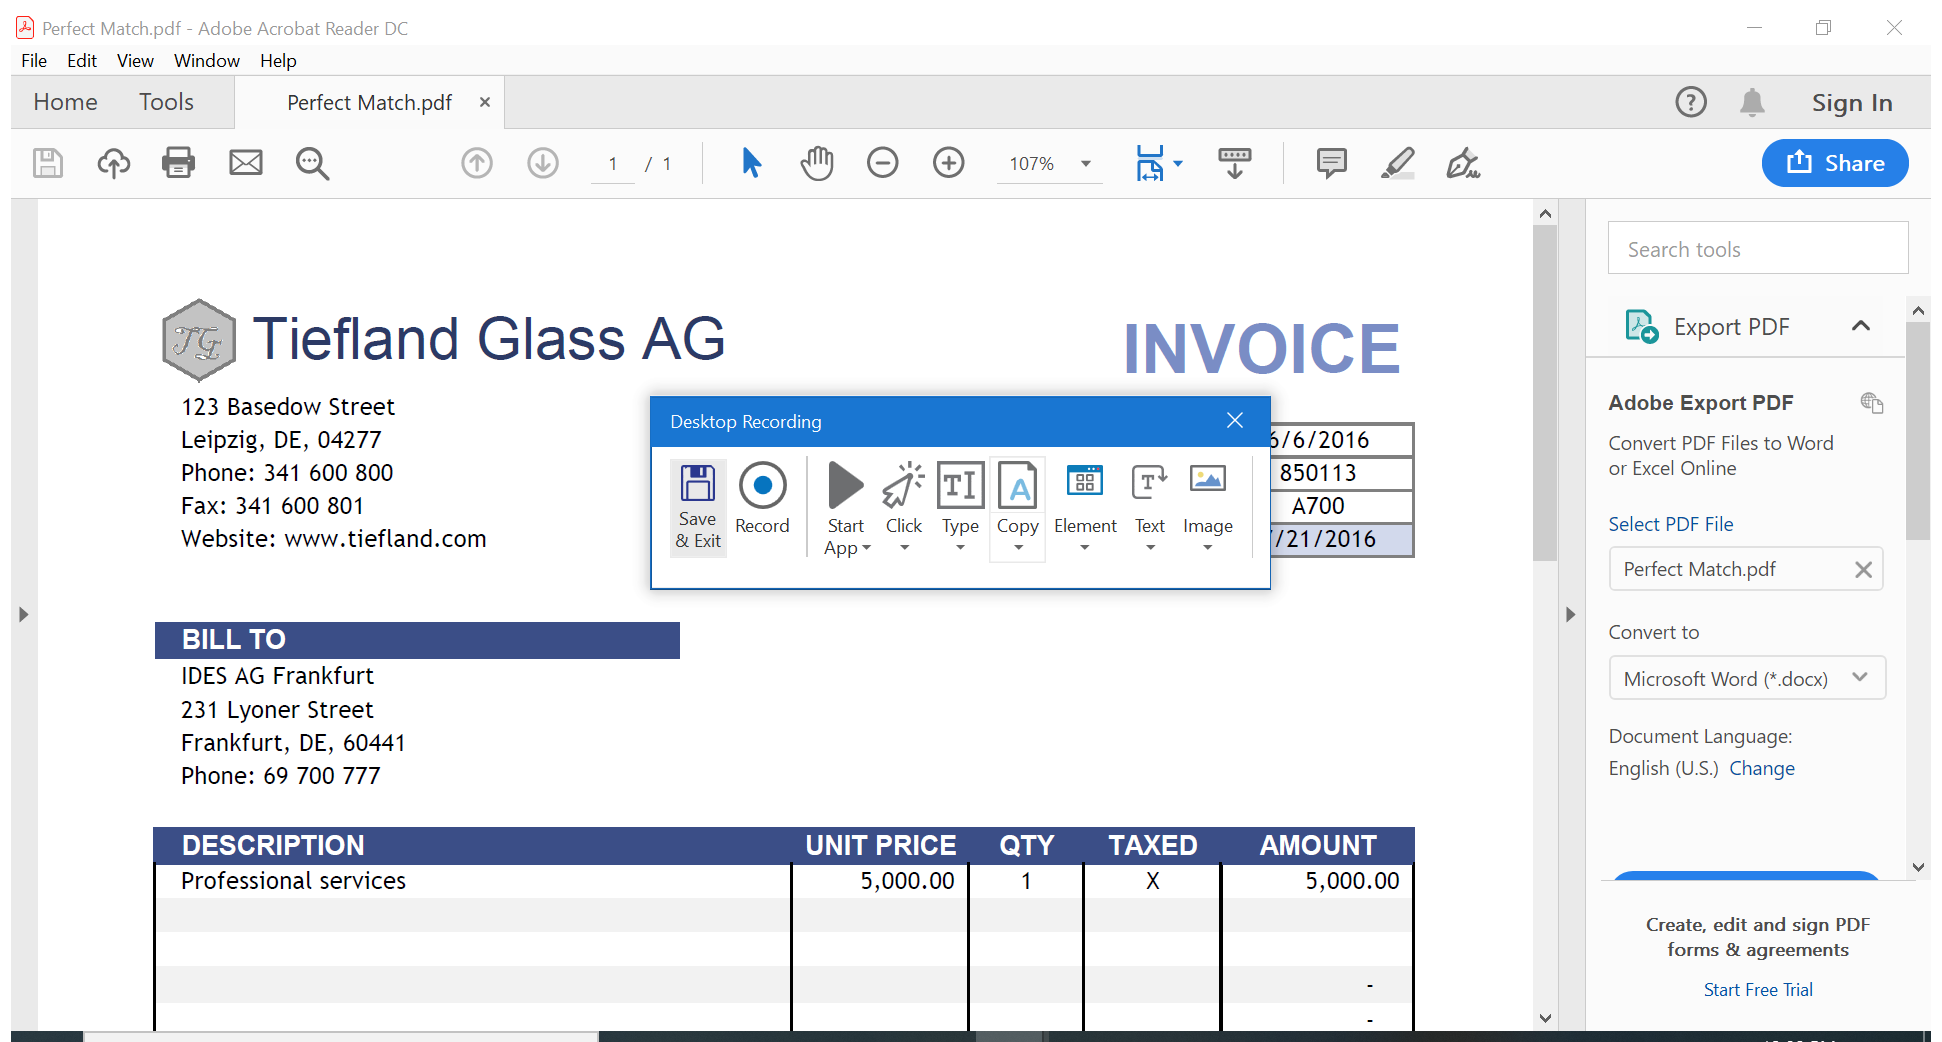 Perfect Match.pdf - Adobe Acrobat Reader DC
File Edit View Window Help
Home Tools Perfect Match.pdf × ? Sign In
1 / 1 107% Share
Search tools
Export PDF
Adobe Export PDF
Convert PDF Files to Word
or Excel Online
Select PDF File
Perfect Match.pdf
Convert to
Microsoft Word (*.docx)
Document Language:
English (U.S.) Change
Create, edit and sign PDF
forms & agreements
Start Free Trial
TG Tiefland Glass AG
INVOICE
123 Basedow Street
Leipzig, DE, 04277
Phone: 341 600 800
Fax: 341 600 801
Website: www.tiefland.com
6/6/2016
850113
A700
/21/2016
Desktop Recording
Save & Exit
Record
Start App
Click
Type
Copy
Element
Text
Image
BILL TO
IDES AG Frankfurt
231 Lyoner Street
Frankfurt, DE, 60441
Phone: 69 700 777
DESCRIPTION UNIT PRICE QTY TAXED AMOUNT
Professional services 5,000.00 1 X 5,000.00
-
-